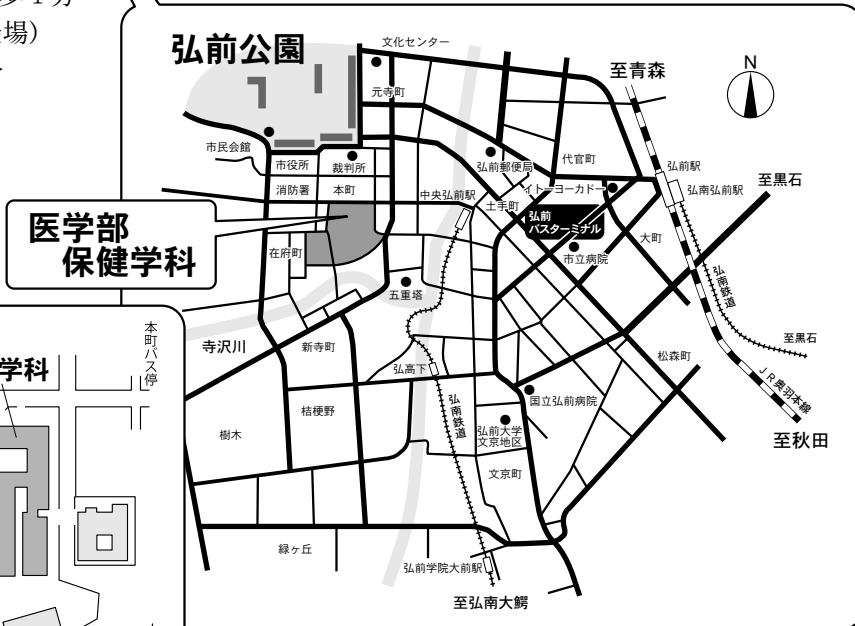 場)
弘前公園
文化センター
至青森
N
元寺町
市民会館
市役所
裁判所
弘前郵便局
代官町
弘前駅
消防署
本町
中央弘前駅
イトーヨーカドー
弘南弘前駅
至黒石
土手町
弘前
バスターミナル
大町
医学部
保健学科
在府町
市立病院
五重塔
弘南鉄道
本町バス停
寺沢川
新寺町
至黒石
松森町
学科
弘高下
JR奥羽本線
弘南鉄道
国立弘前病院
桔梗野
樹木
弘前大学
文京地区
至秋田
文京町
緑ヶ丘
弘前学院大前駅
至弘南大鰐